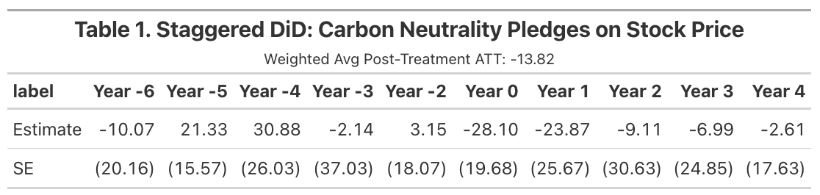 Table 1. Staggered DiD: Carbon Neutrality Pledges on Stock Price
Weighted Avg Post-Treatment ATT: -13.82
label Year -6 Year -5 Year -4 Year -3 Year -2 Year 0 Year 1 Year 2 Year 3 Year 4
Estimate -10.07 21.33 30.88 -2.14 3.15 -28.10 -23.87 -9.11 -6.99 -2.61
SE (20.16) (15.57) (26.03) (37.03) (18.07) (19.68) (25.67) (30.63) (24.85) (17.63)